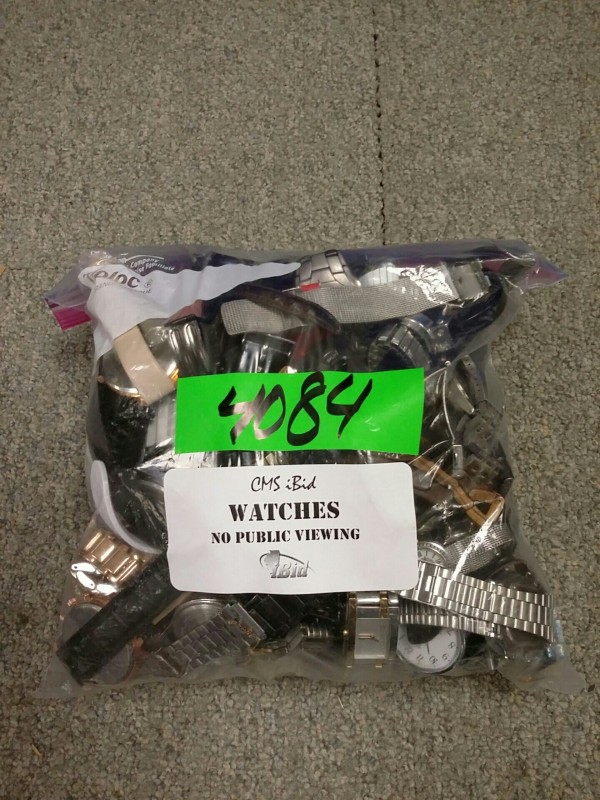 4084
CMS iBid
WATCHES
NO PUBLIC VIEWING
iBid